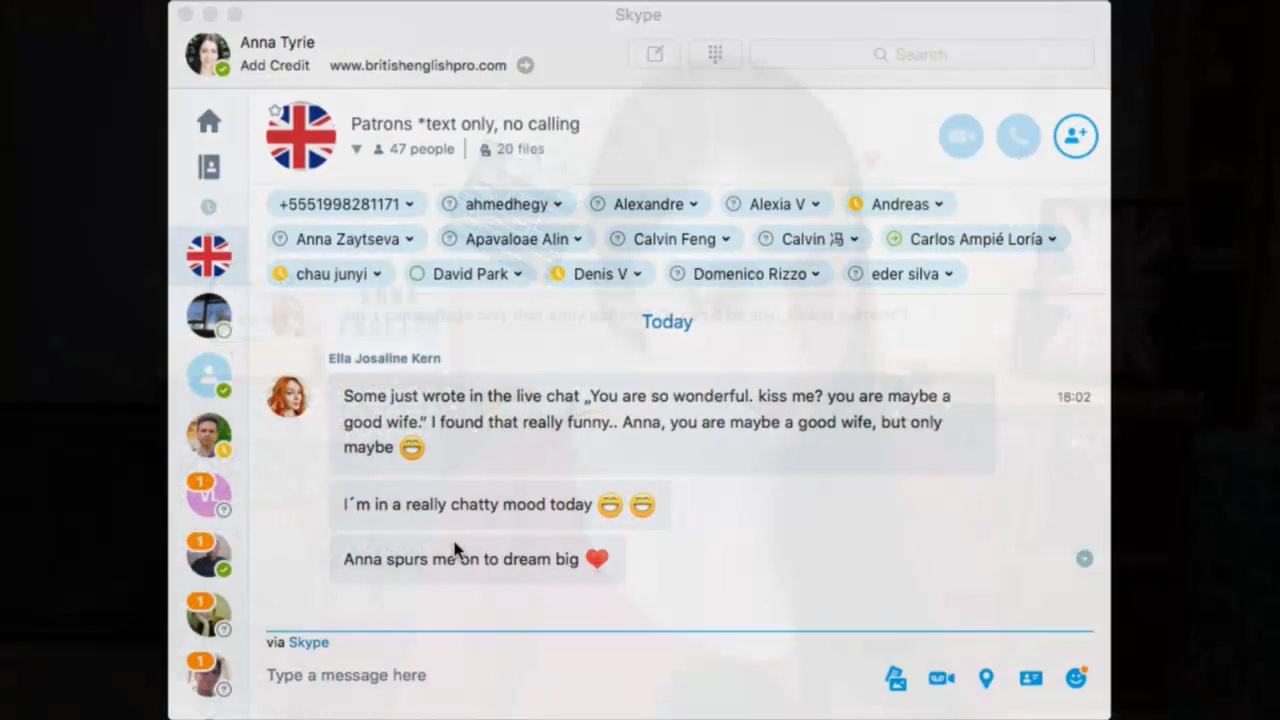 Skype
Anna Tyrie
Add Credit www.britishenglishpro.com
Search
Patrons *text only, no calling
47 people 20 files
+5551998281171 ahmedhegy Alexandre Alexia V Andreas
Anna Zaytseva Apavaloae Alin Calvin Feng Calvin 冯 Carlos Ampié Loría
chau junyi David Park Denis V Domenico Rizzo eder silva
Today
Ella Josaline Kern
Some just wrote in the live chat „You are so wonderful. kiss me? you are maybe a
good wife.“ I found that really funny.. Anna, you are maybe a good wife, but only
maybe
18:02
I´m in a really chatty mood today
Anna spurs me on to dream big
1
1
1
1
via Skype
Type a message here